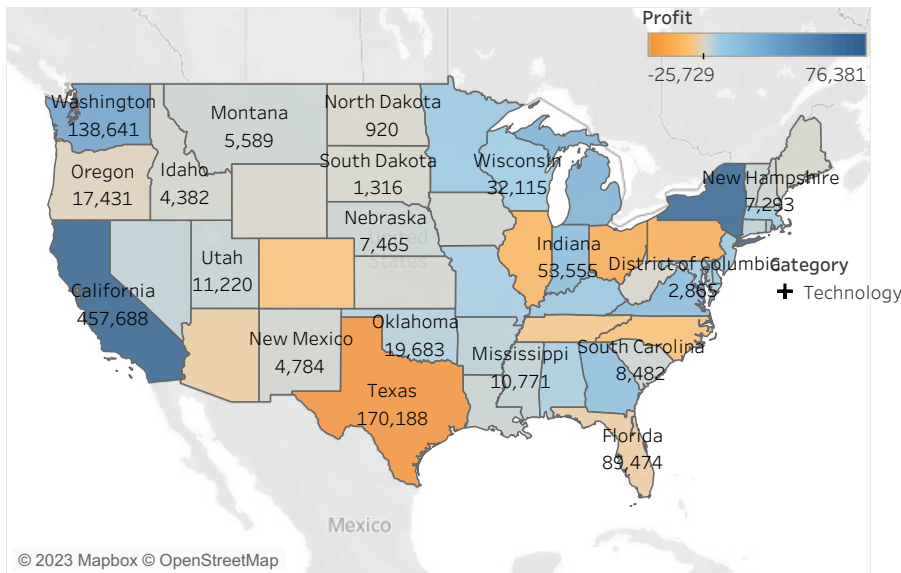 Profit
-25,729
76,381
Washington
138,641
Montana
5,589
North Dakota
920
Oregon
17,431
Idaho
4,382
South Dakota
1,316
Wisconsin
32,115
New Hampshire
7,293
Nebraska
7,465
United
States
Utah
11,220
Indiana
53,555
District of Columbia
2,865
Category
Technology
California
457,688
New Mexico
4,784
Oklahoma
19,683
Mississippi
10,771
South Carolina
8,482
Texas
170,188
Florida
89,474
Mexico
© 2023 Mapbox © OpenStreetMap